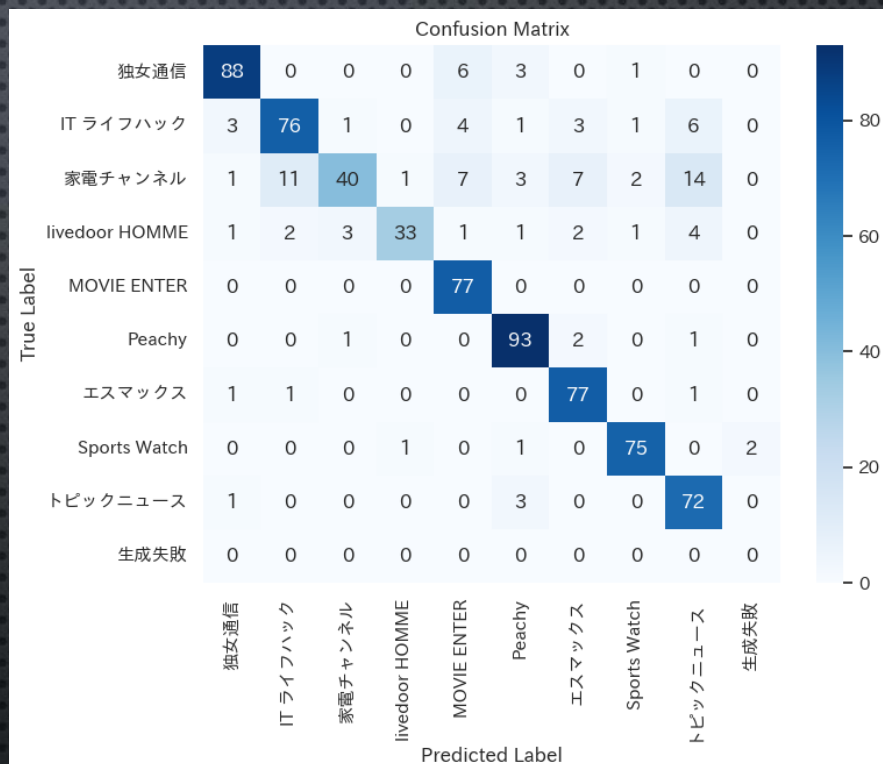 Confusion Matrix
True Label
独女通信 88 0 0 0 6 3 0 1 0 0
IT ライフハック 3 76 1 0 4 1 3 1 6 0
家電チャンネル 1 11 40 1 7 3 7 2 14 0
livedoor HOMME 1 2 3 33 1 1 2 1 4 0
MOVIE ENTER 0 0 0 0 77 0 0 0 0 0
Peachy 0 0 1 0 0 93 2 0 1 0
エスマックス 1 1 0 0 0 0 77 0 1 0
Sports Watch 0 0 0 1 0 1 0 75 0 2
トピックニュース 1 0 0 0 0 3 0 0 72 0
生成失敗 0 0 0 0 0 0 0 0 0 0
独女通信
IT ライフハック
家電チャンネル
livedoor HOMME
MOVIE ENTER
Peachy
エスマックス
Sports Watch
トピックニュース
生成失敗
Predicted Label
80
60
40
20
0